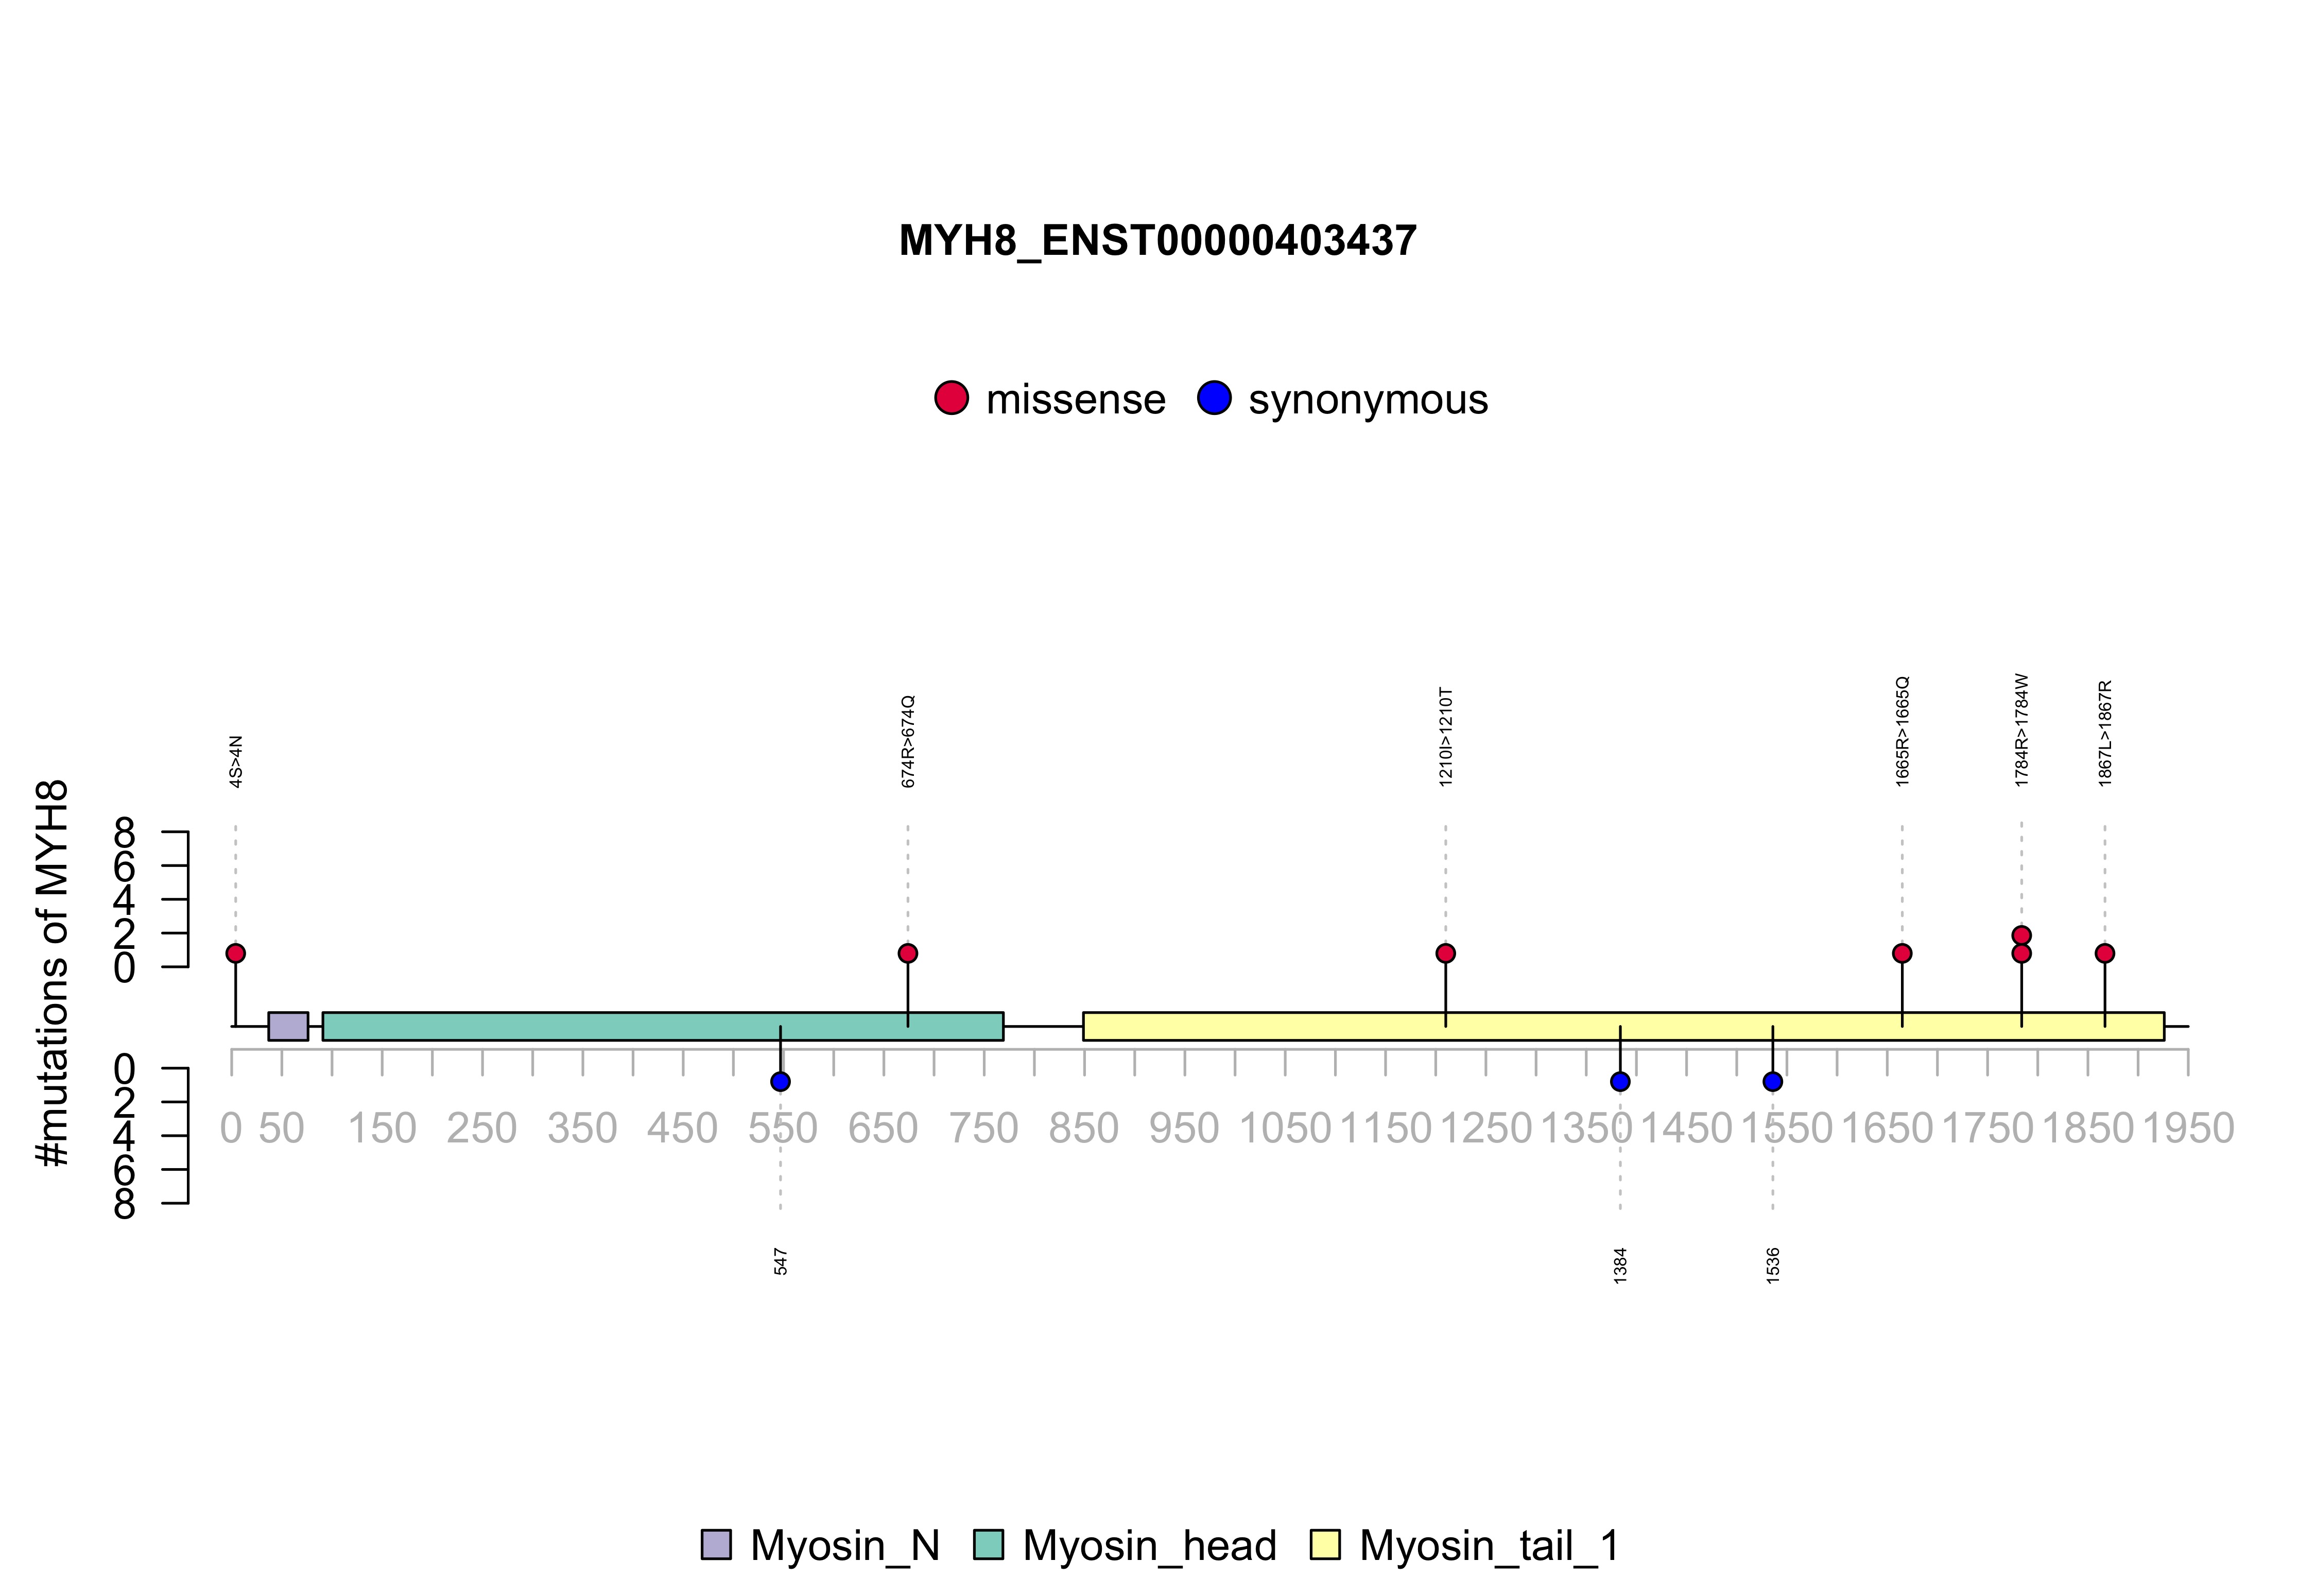 MYH8_ENST00000403437
missense synonymous
4S>4N
674R>674Q
1210I>1210T
1665R>1665Q
1784R>1784W
1867L>1867R
#mutations of MYH8
8
6
4
2
0
0
2
4
6
8
0 50 150 250 350 450 550 650 750 850 950 1050 1150 1250 1350 1450 1550 1650 1750 1850 1950
547
1384
1536
Myosin_N Myosin_head Myosin_tail_1